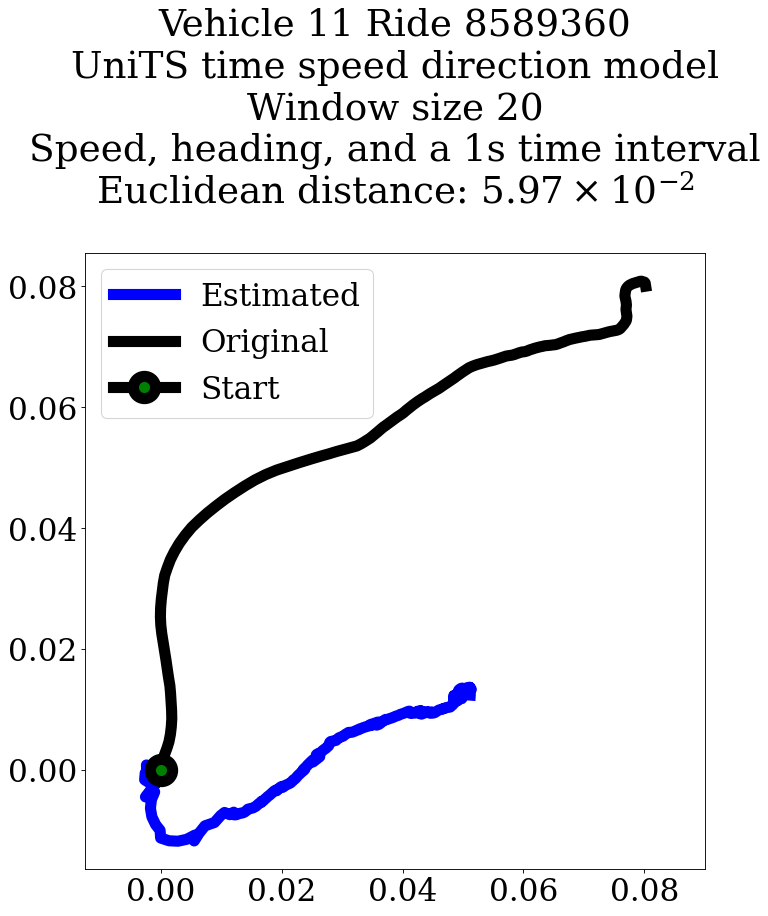 Vehicle 11 Ride 8589360
UniTS time speed direction model
Window size 20
Speed, heading, and a 1s time interval
Euclidean distance: 5.97 × 10⁻²
Estimated
Original
Start
0.08
0.06
0.04
0.02
0.00
0.00 0.02 0.04 0.06 0.08